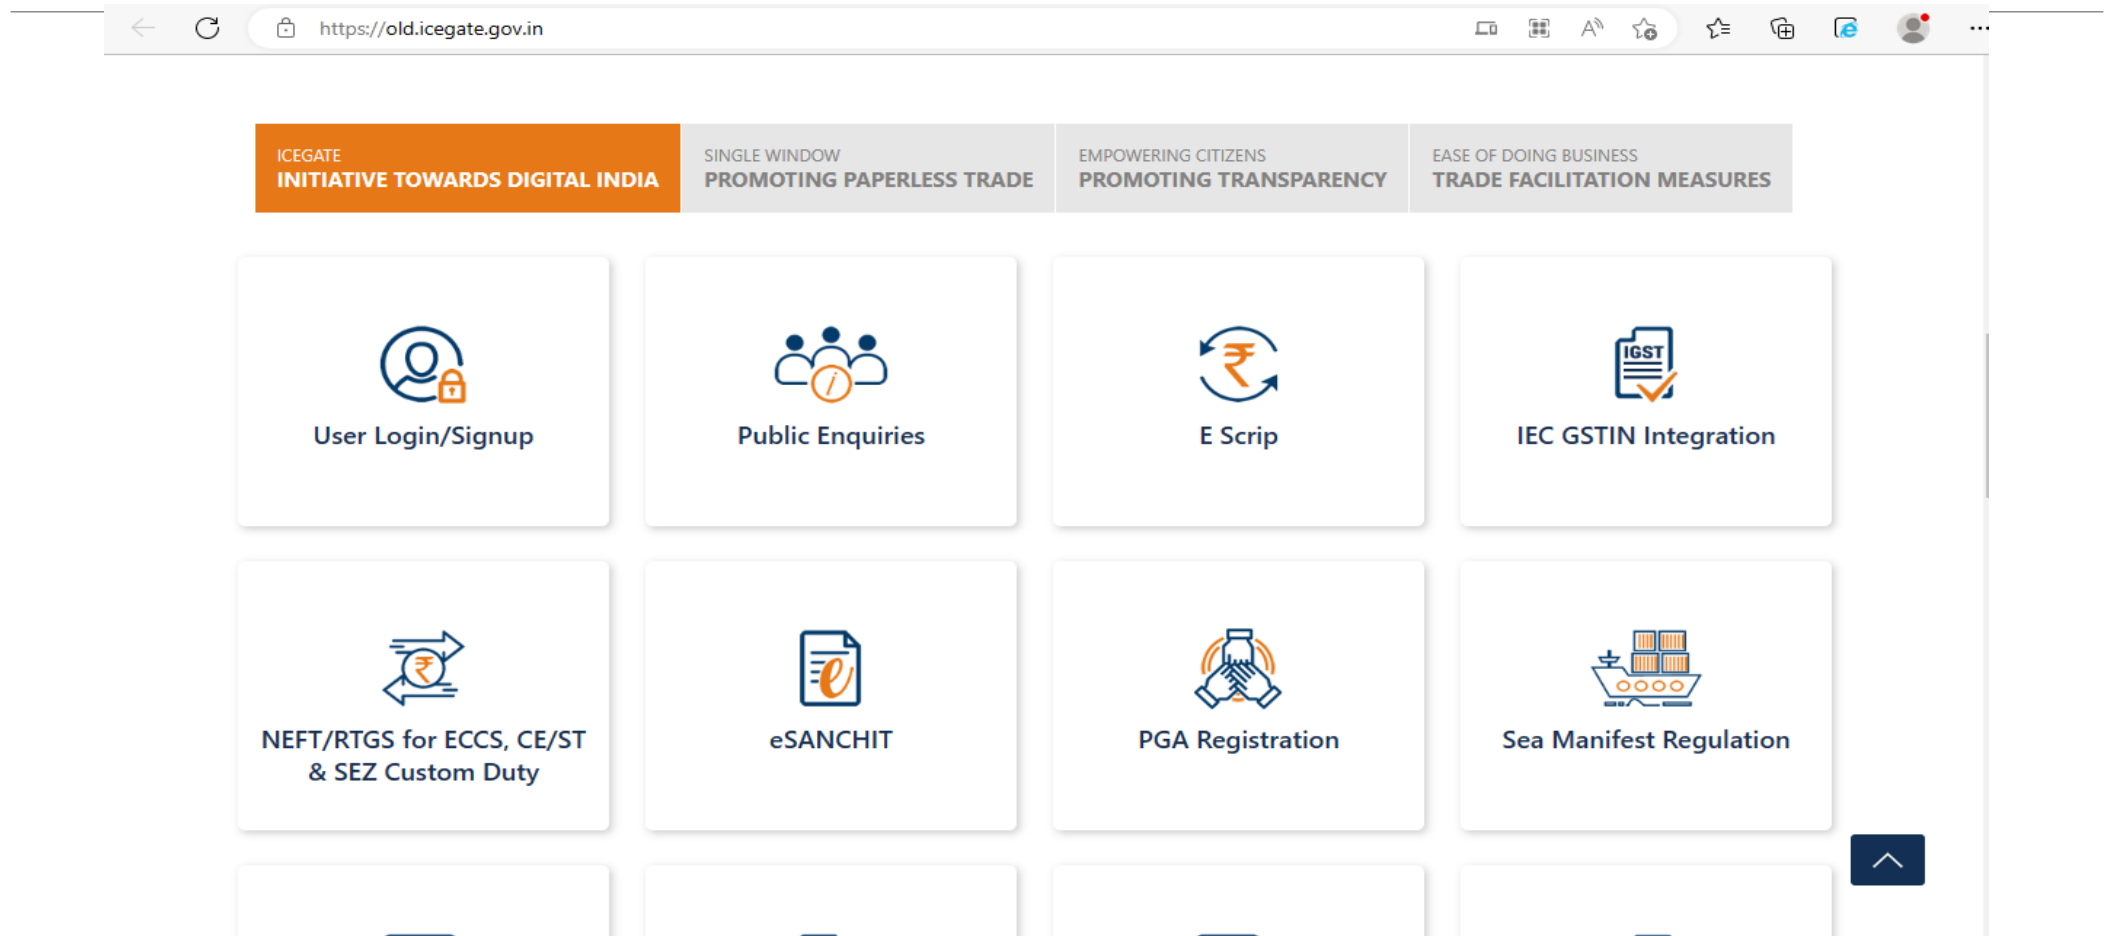 https://old.icegate.gov.in
ICEGATE
INITIATIVE TOWARDS DIGITAL INDIA
SINGLE WINDOW
PROMOTING PAPERLESS TRADE
EMPOWERING CITIZENS
PROMOTING TRANSPARENCY
EASE OF DOING BUSINESS
TRADE FACILITATION MEASURES
User Login/Signup
i
Public Enquiries
₹
E Scrip
IGST
IEC GSTIN Integration
₹
NEFT/RTGS for ECCS, CE/ST
& SEZ Custom Duty
e
eSANCHIT
PGA Registration
Sea Manifest Regulation